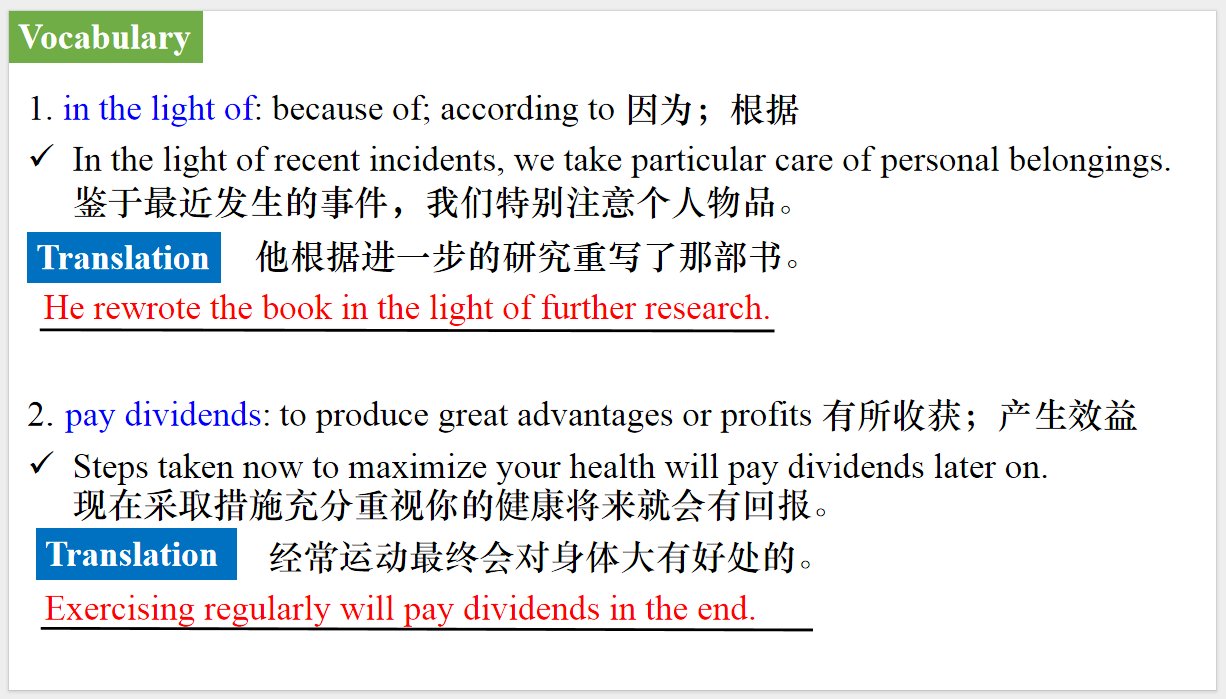 Vocabulary
1. in the light of: because of; according to 因为；根据
✓ In the light of recent incidents, we take particular care of personal belongings.
鉴于最近发生的事件，我们特别注意个人物品。
Translation 他根据进一步的研究重写了那部书。
He rewrote the book in the light of further research.
2. pay dividends: to produce great advantages or profits 有所收获；产生效益
✓ Steps taken now to maximize your health will pay dividends later on.
现在采取措施充分重视你的健康将来就会有回报。
Translation 经常运动最终会对身体大有好处的。
Exercising regularly will pay dividends in the end.